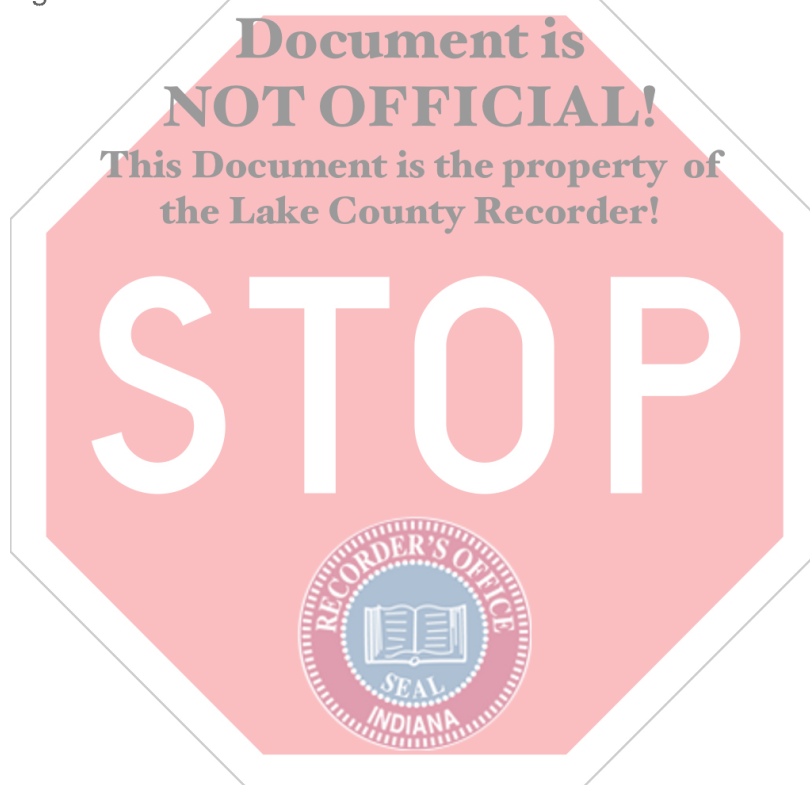 Document is
NOT OFFICIAL!
This Document is the property of
the Lake County Recorder!
STOP
RECORDER'S OFFICE
SEAL
INDIANA